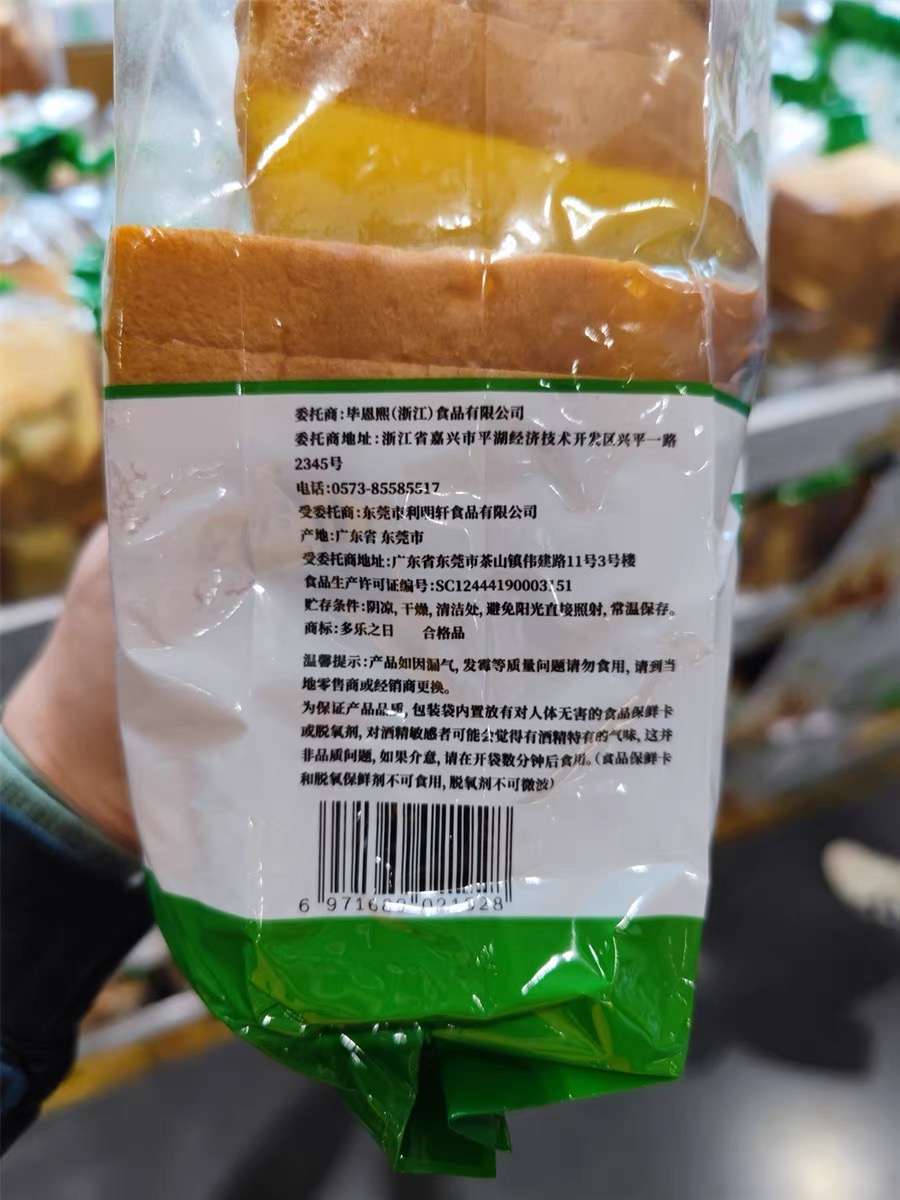 委托商:毕恩熙(浙江)食品有限公司
委托商地址:浙江省嘉兴市平湖经济技术开发区兴平一路
2345号
电话:0573-85585517
受委托商:东莞市利明轩食品有限公司
产地:广东省 东莞市
受委托商地址:广东省东莞市茶山镇伟建路11号3号楼
食品生产许可证编号:SC12444190003151
贮存条件:阴凉,干燥,清洁处,避免阳光直接照射,常温保存。
商标:多乐之日 合格品
温馨提示:产品如因漏气,发霉等质量问题请勿食用,请到当
地零售商或经销商更换。
为保证产品品质,包装袋内置放有对人体无害的食品保鲜卡
或脱氧剂,对酒精敏感者可能会觉得有酒精特有的气味,这并
非品质问题,如果介意,请在开袋数分钟后食用。(食品保鲜卡
和脱氧保鲜剂不可食用,脱氧剂不可微波)
6 971680 021928